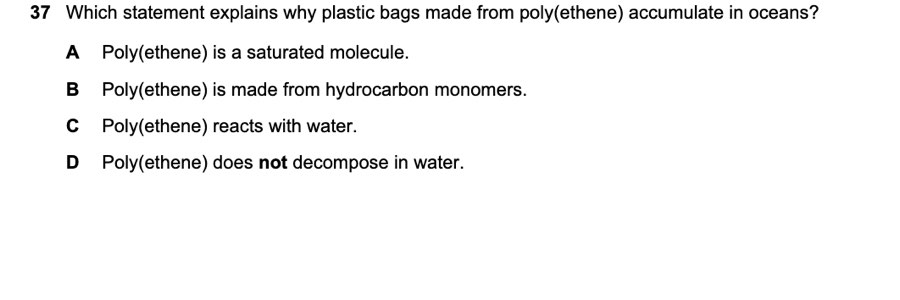 37 Which statement explains why plastic bags made from poly(ethene) accumulate in oceans?
A Poly(ethene) is a saturated molecule.
B Poly(ethene) is made from hydrocarbon monomers.
C Poly(ethene) reacts with water.
D Poly(ethene) does not decompose in water.